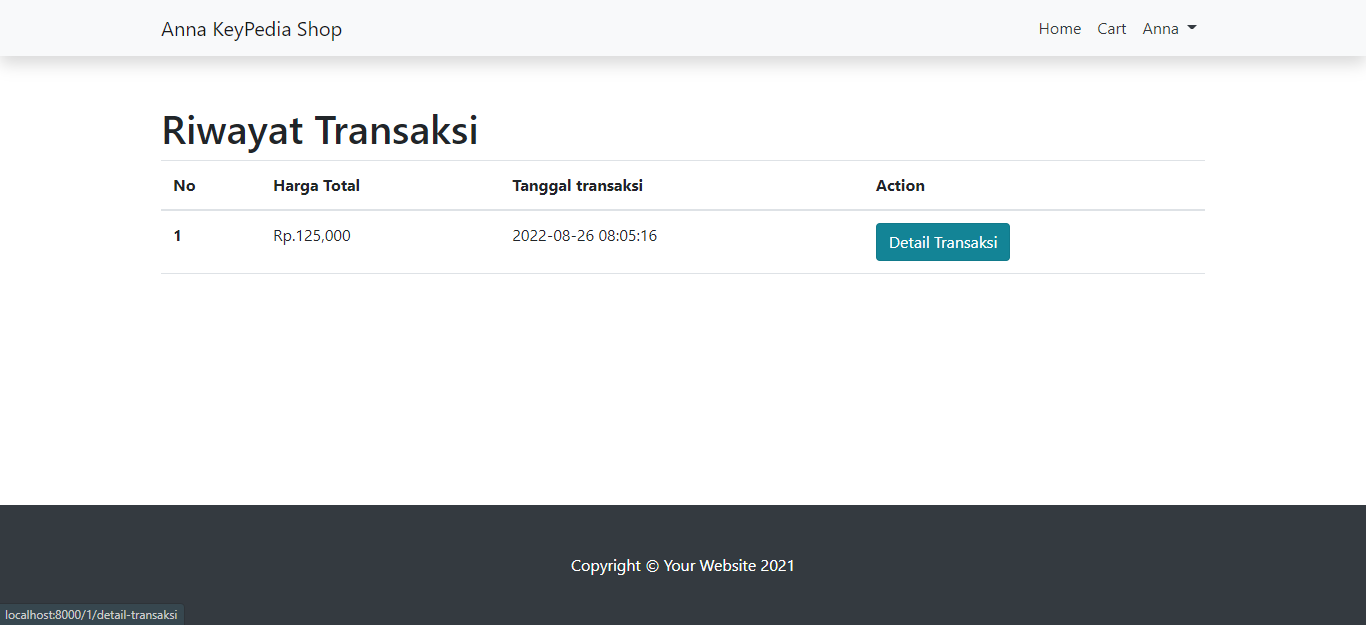 Anna KeyPedia Shop Home Cart Anna
Riwayat Transaksi
No Harga Total Tanggal transaksi Action
1 Rp.125,000 2022-08-26 08:05:16 Detail Transaksi
Copyright © Your Website 2021
localhost:8000/1/detail-transaksi